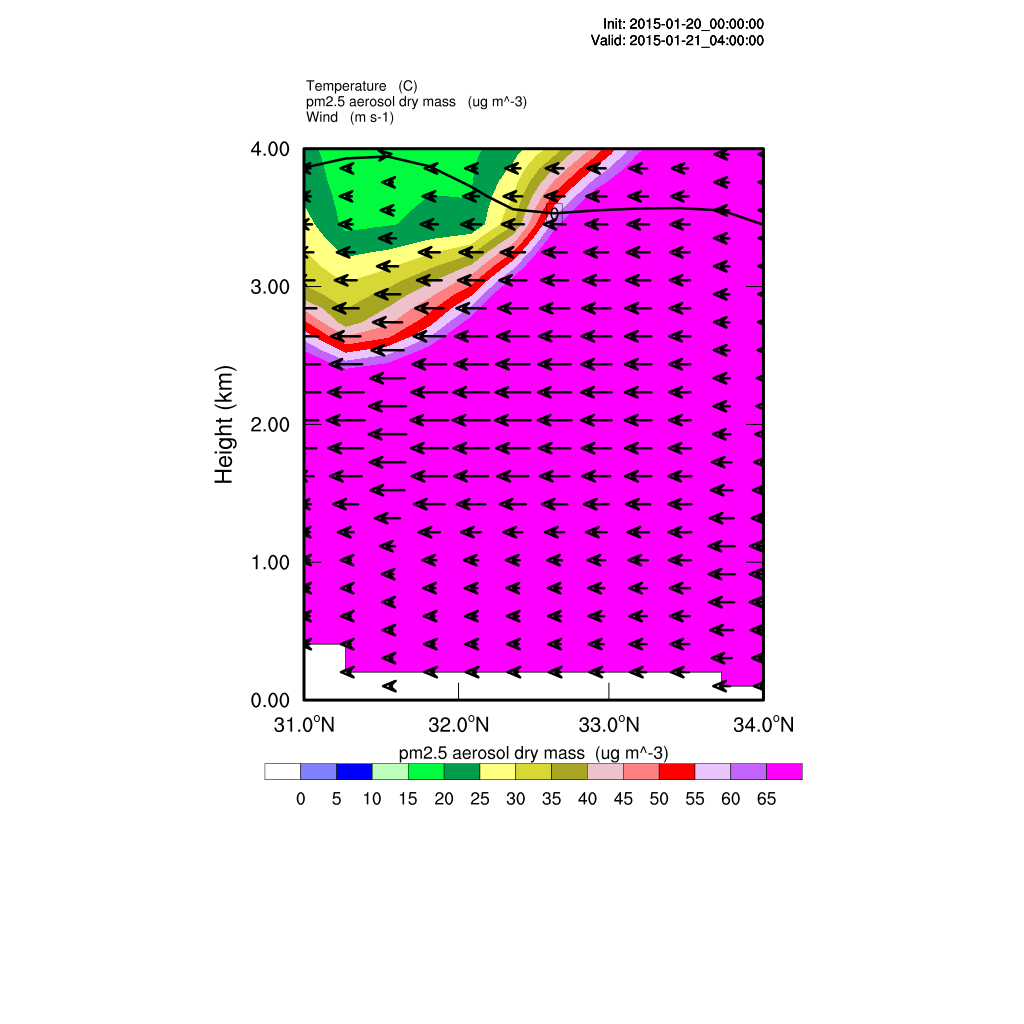 Init: 2015-01-20_00:00:00
Valid: 2015-01-21_04:00:00
Temperature (C)
pm2.5 aerosol dry mass (ug m^-3)
Wind (m s-1)
4.00
3.00
2.00
1.00
0.00
Height (km)
0
31.0°N 32.0°N 33.0°N 34.0°N
pm2.5 aerosol dry mass (ug m^-3)
0 5 10 15 20 25 30 35 40 45 50 55 60 65